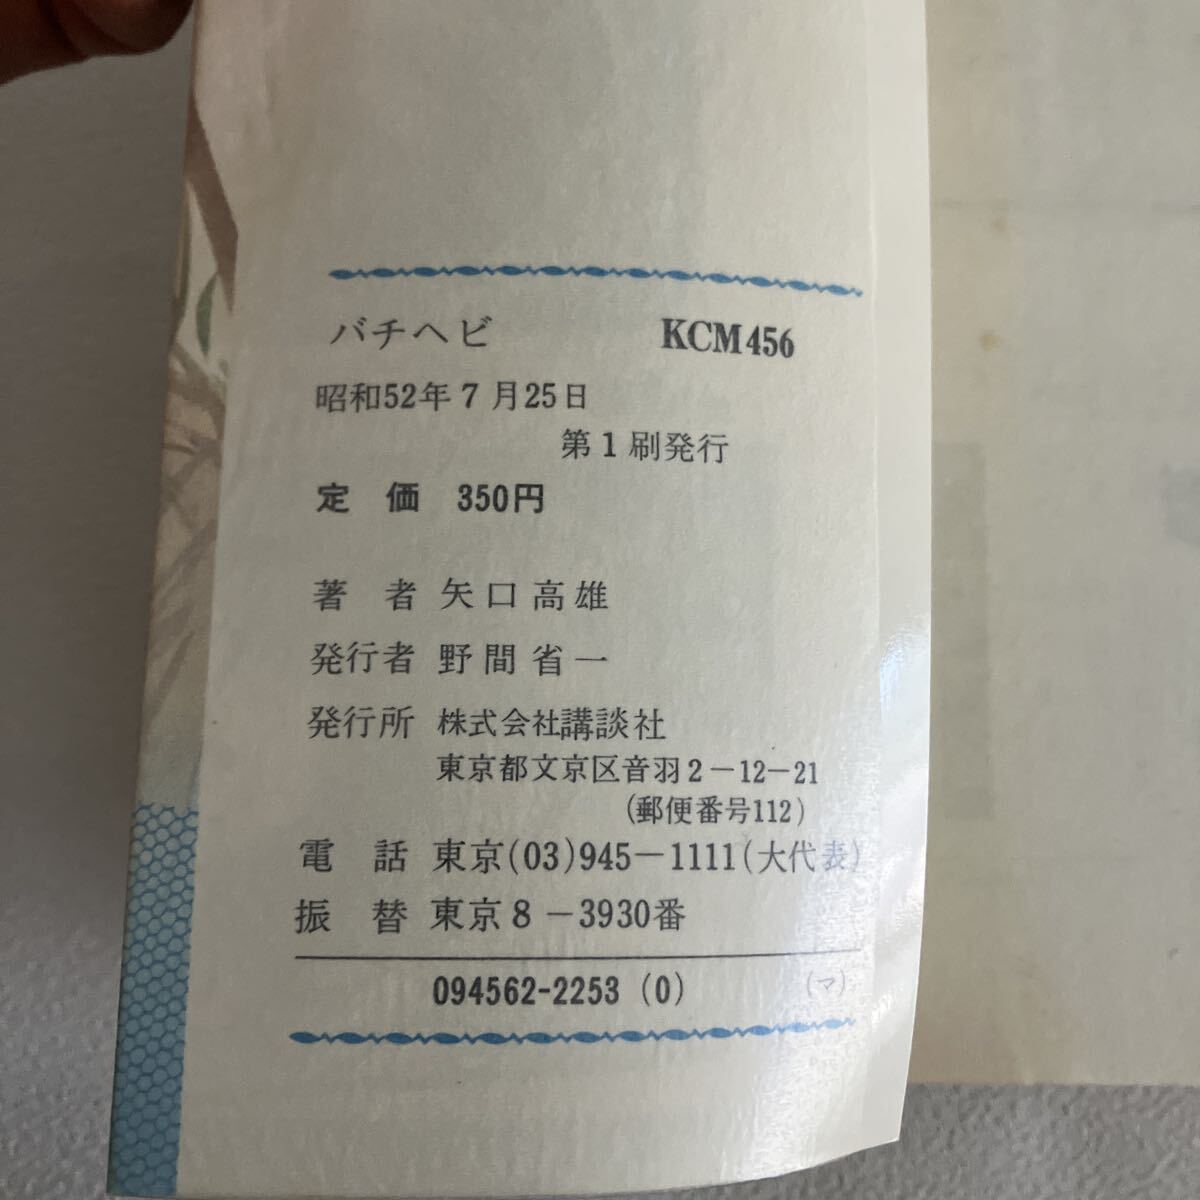 バチヘビ KCM456
昭和52年7月25日
第1刷発行
定価 350円
著者 矢口高雄
発行者 野間省一
発行所 株式会社講談社
東京都文京区音羽2-12-21
(郵便番号112)
電話 東京(03)945-1111(大代表)
振替 東京8-3930番
094562-2253 (0) (マ)